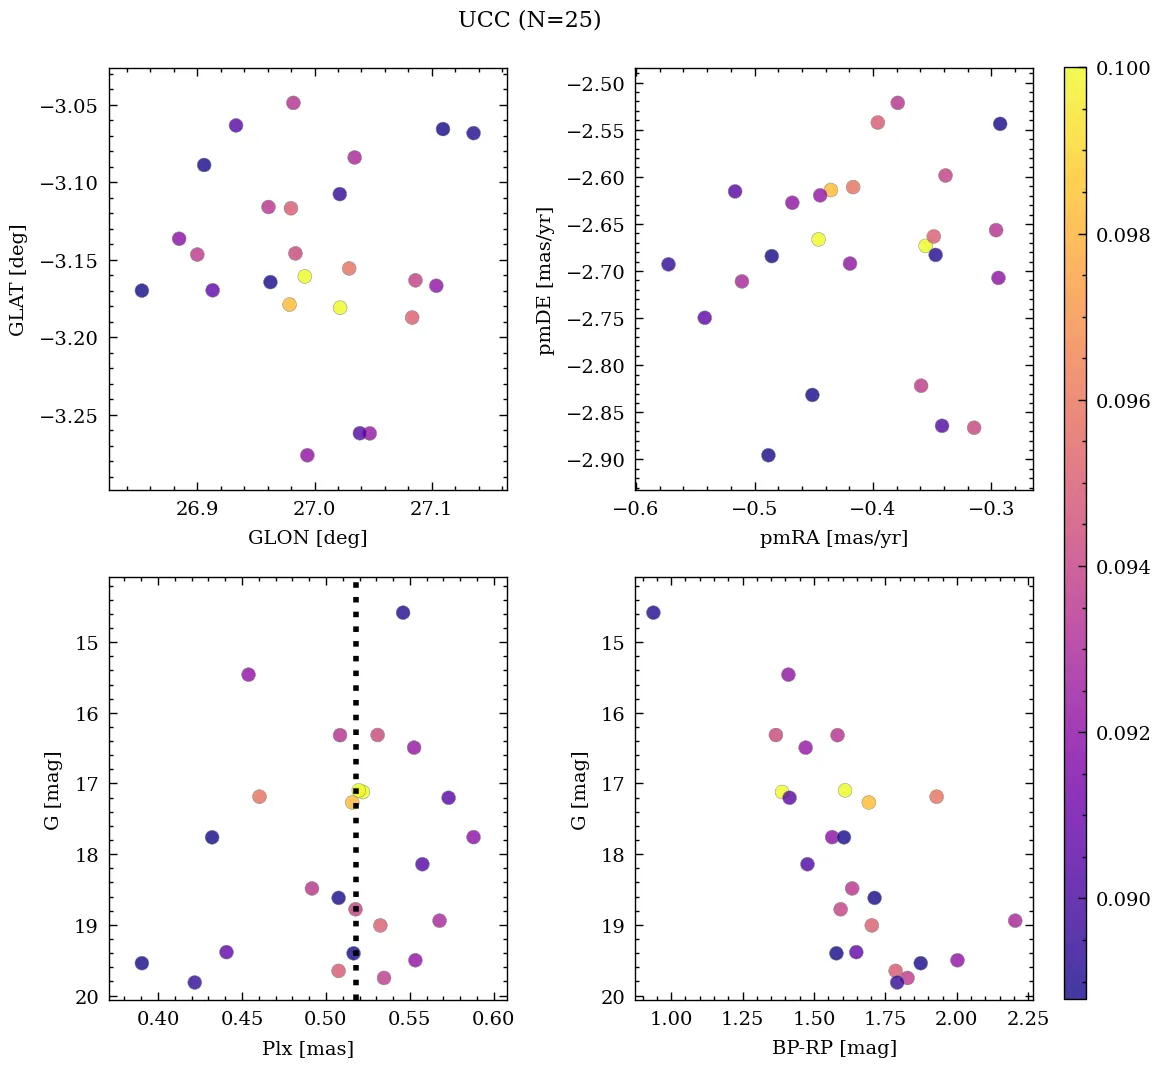 UCC (N=25)
−3.05
−3.10
−3.15
−3.20
−3.25
GLAT [deg]
26.9 27.0 27.1
GLON [deg]
−2.50
−2.55
−2.60
−2.65
−2.70
−2.75
−2.80
−2.85
−2.90
pmDE [mas/yr]
−0.6 −0.5 −0.4 −0.3
pmRA [mas/yr]
15
16
17
18
19
20
G [mag]
0.40 0.45 0.50 0.55 0.60
Plx [mas]
15
16
17
18
19
20
G [mag]
1.00 1.25 1.50 1.75 2.00 2.25
BP-RP [mag]
0.100
0.098
0.096
0.094
0.092
0.090